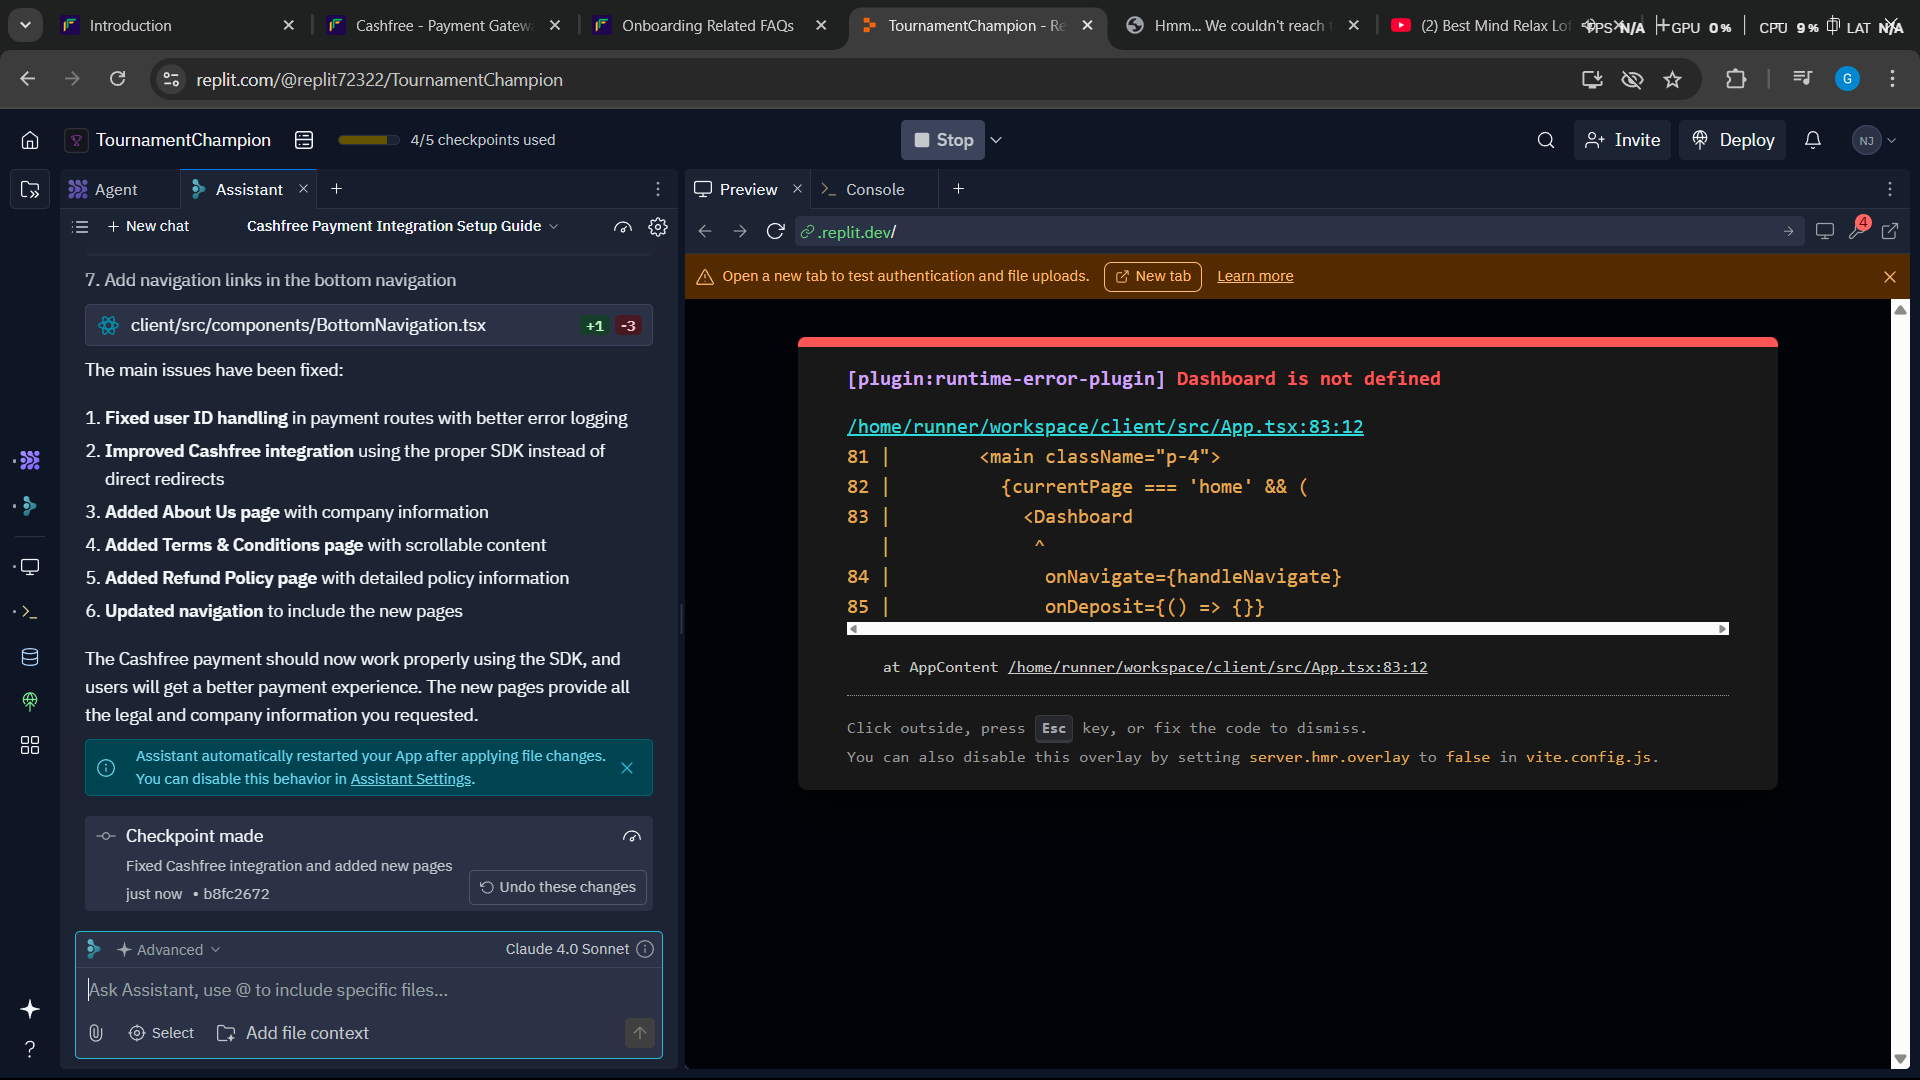 Introduction
Cashfree - Payment Gatew
Onboarding Related FAQs
TournamentChampion - Re
Hmm... We couldn't reach
(2) Best Mind Relax Lof
FPS N/A
GPU 0%
CPU 9%
LAT N/A
replit.com/@replit72322/TournamentChampion
G
TournamentChampion
4/5 checkpoints used
Stop
Invite
Deploy
NJ
Agent
Assistant
New chat
Cashfree Payment Integration Setup Guide
7. Add navigation links in the bottom navigation
client/src/components/BottomNavigation.tsx
+1 -3
The main issues have been fixed:
1. Fixed user ID handling in payment routes with better error logging
2. Improved Cashfree integration using the proper SDK instead of
direct redirects
3. Added About Us page with company information
4. Added Terms & Conditions page with scrollable content
5. Added Refund Policy page with detailed policy information
6. Updated navigation to include the new pages
The Cashfree payment should now work properly using the SDK, and
users will get a better payment experience. The new pages provide all
the legal and company information you requested.
Assistant automatically restarted your App after applying file changes.
You can disable this behavior in Assistant Settings.
Checkpoint made
Fixed Cashfree integration and added new pages
just now • b8fc2672
Undo these changes
Advanced
Claude 4.0 Sonnet
Ask Assistant, use @ to include specific files...
Select
Add file context
Preview
Console
.replit.dev/
4
Open a new tab to test authentication and file uploads.
New tab
Learn more
[plugin:runtime-error-plugin] Dashboard is not defined
/home/runner/workspace/client/src/App.tsx:83:12
81 | <main className="p-4">
82 | {currentPage === 'home' && (
83 | <Dashboard
| ^
84 | onNavigate={handleNavigate}
85 | onDeposit={() => {}}
at AppContent /home/runner/workspace/client/src/App.tsx:83:12
Click outside, press Esc key, or fix the code to dismiss.
You can also disable this overlay by setting server.hmr.overlay to false in vite.config.js.